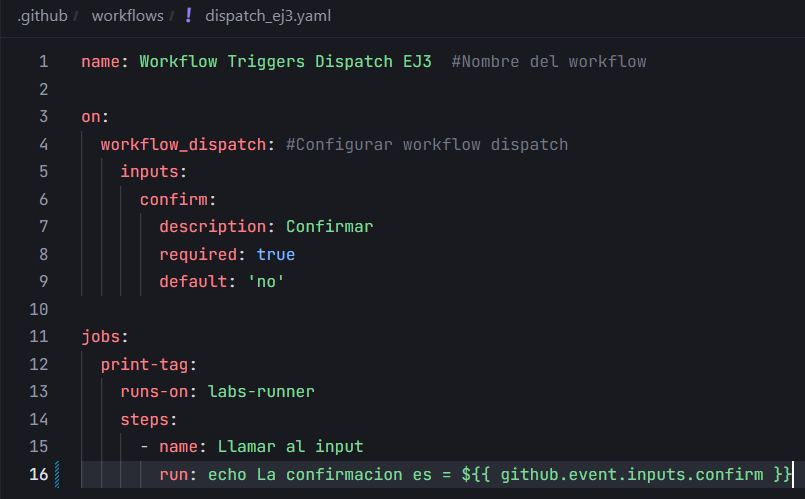 .github / workflows / ! dispatch_ej3.yaml
1 name: Workflow Triggers Dispatch EJ3  #Nombre del workflow
2
3 on:
4   workflow_dispatch: #Configurar workflow dispatch
5     inputs:
6       confirm:
7         description: Confirmar
8         required: true
9         default: 'no'
10
11 jobs:
12   print-tag:
13     runs-on: labs-runner
14     steps:
15       - name: Llamar al input
16         run: echo La confirmacion es = ${{ github.event.inputs.confirm }}